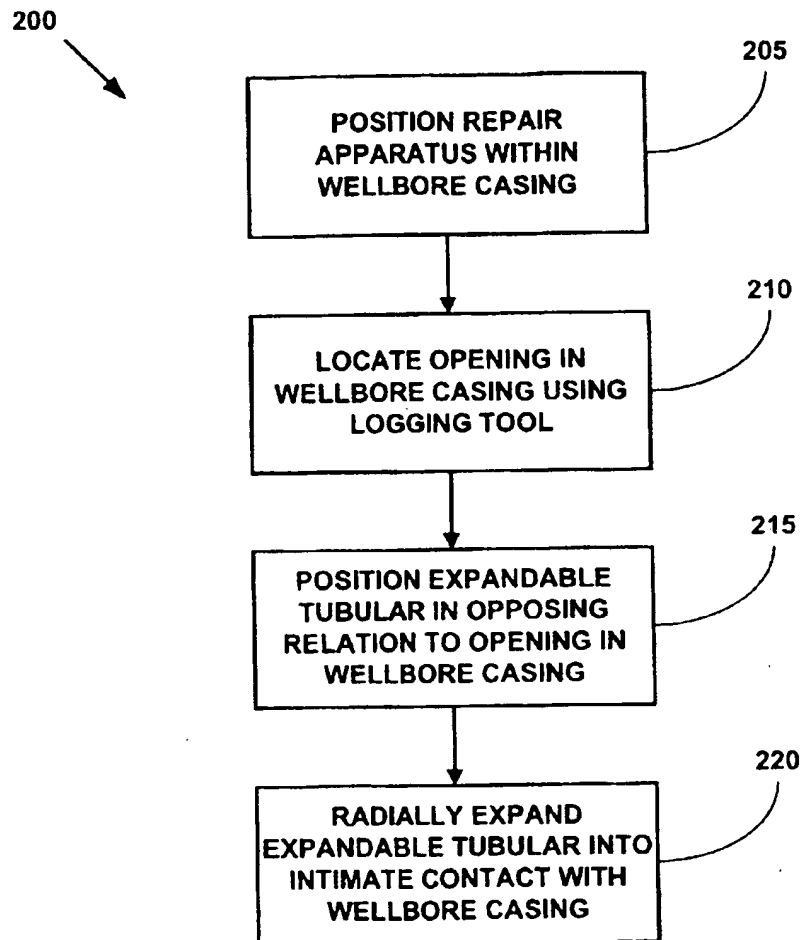 200
205
POSITION REPAIR
APPARATUS WITHIN
WELLBORE CASING
210
LOCATE OPENING IN
WELLBORE CASING USING
LOGGING TOOL
215
POSITION EXPANDABLE
TUBULAR IN OPPOSING
RELATION TO OPENING IN
WELLBORE CASING
220
RADIALLY EXPAND
EXPANDABLE TUBULAR INTO
INTIMATE CONTACT WITH
WELLBORE CASING